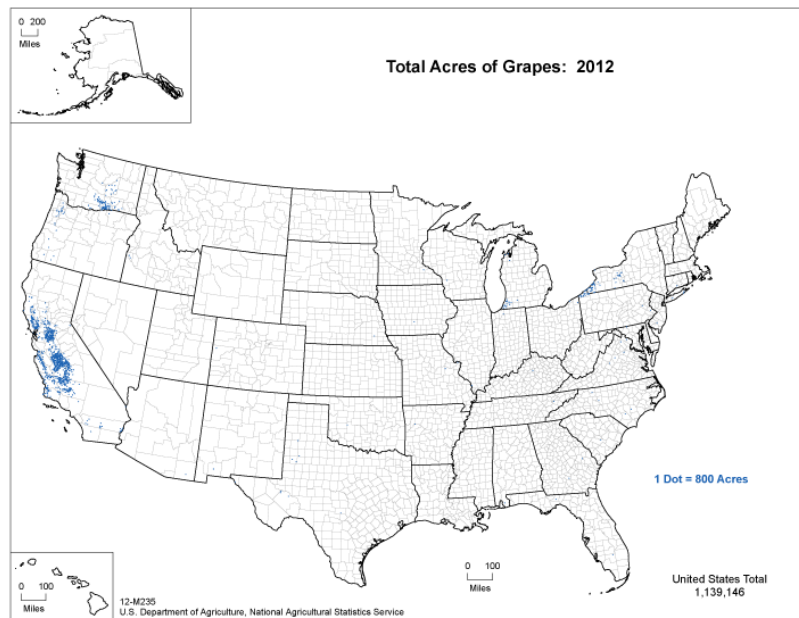 0 200
Miles
Total Acres of Grapes: 2012
1 Dot = 800 Acres
0 100
Miles
0 100
Miles
United States Total
1,139,146
12-M235
U.S. Department of Agriculture, National Agricultural Statistics Service